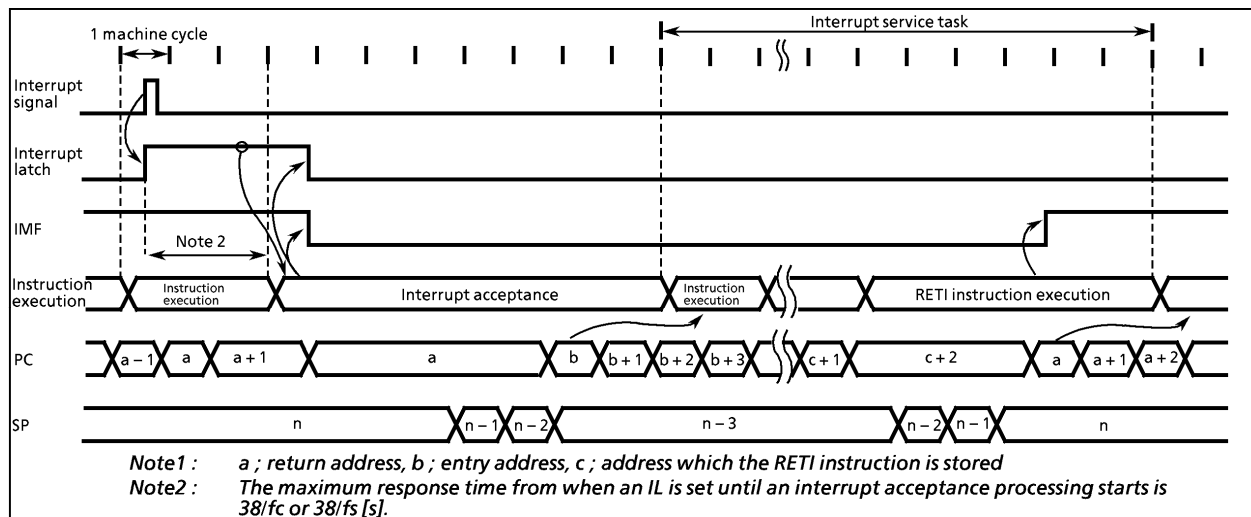 Interrupt service task
1 machine cycle
Interrupt
signal
Interrupt
latch
IMF
Note 2
Instruction
execution
Instruction
execution
Interrupt acceptance
Instruction
execution
RETI instruction execution
PC
a – 1
a
a + 1
a
b
b + 1
b + 2
b + 3
c + 1
c + 2
a
a + 1
a + 2
SP
n
n – 1
n – 2
n – 3
n – 2
n – 1
n
Note1 : a ; return address, b ; entry address, c ; address which the RETI instruction is stored
Note2 : The maximum response time from when an IL is set until an interrupt acceptance processing starts is
38/fc or 38/fs [s].